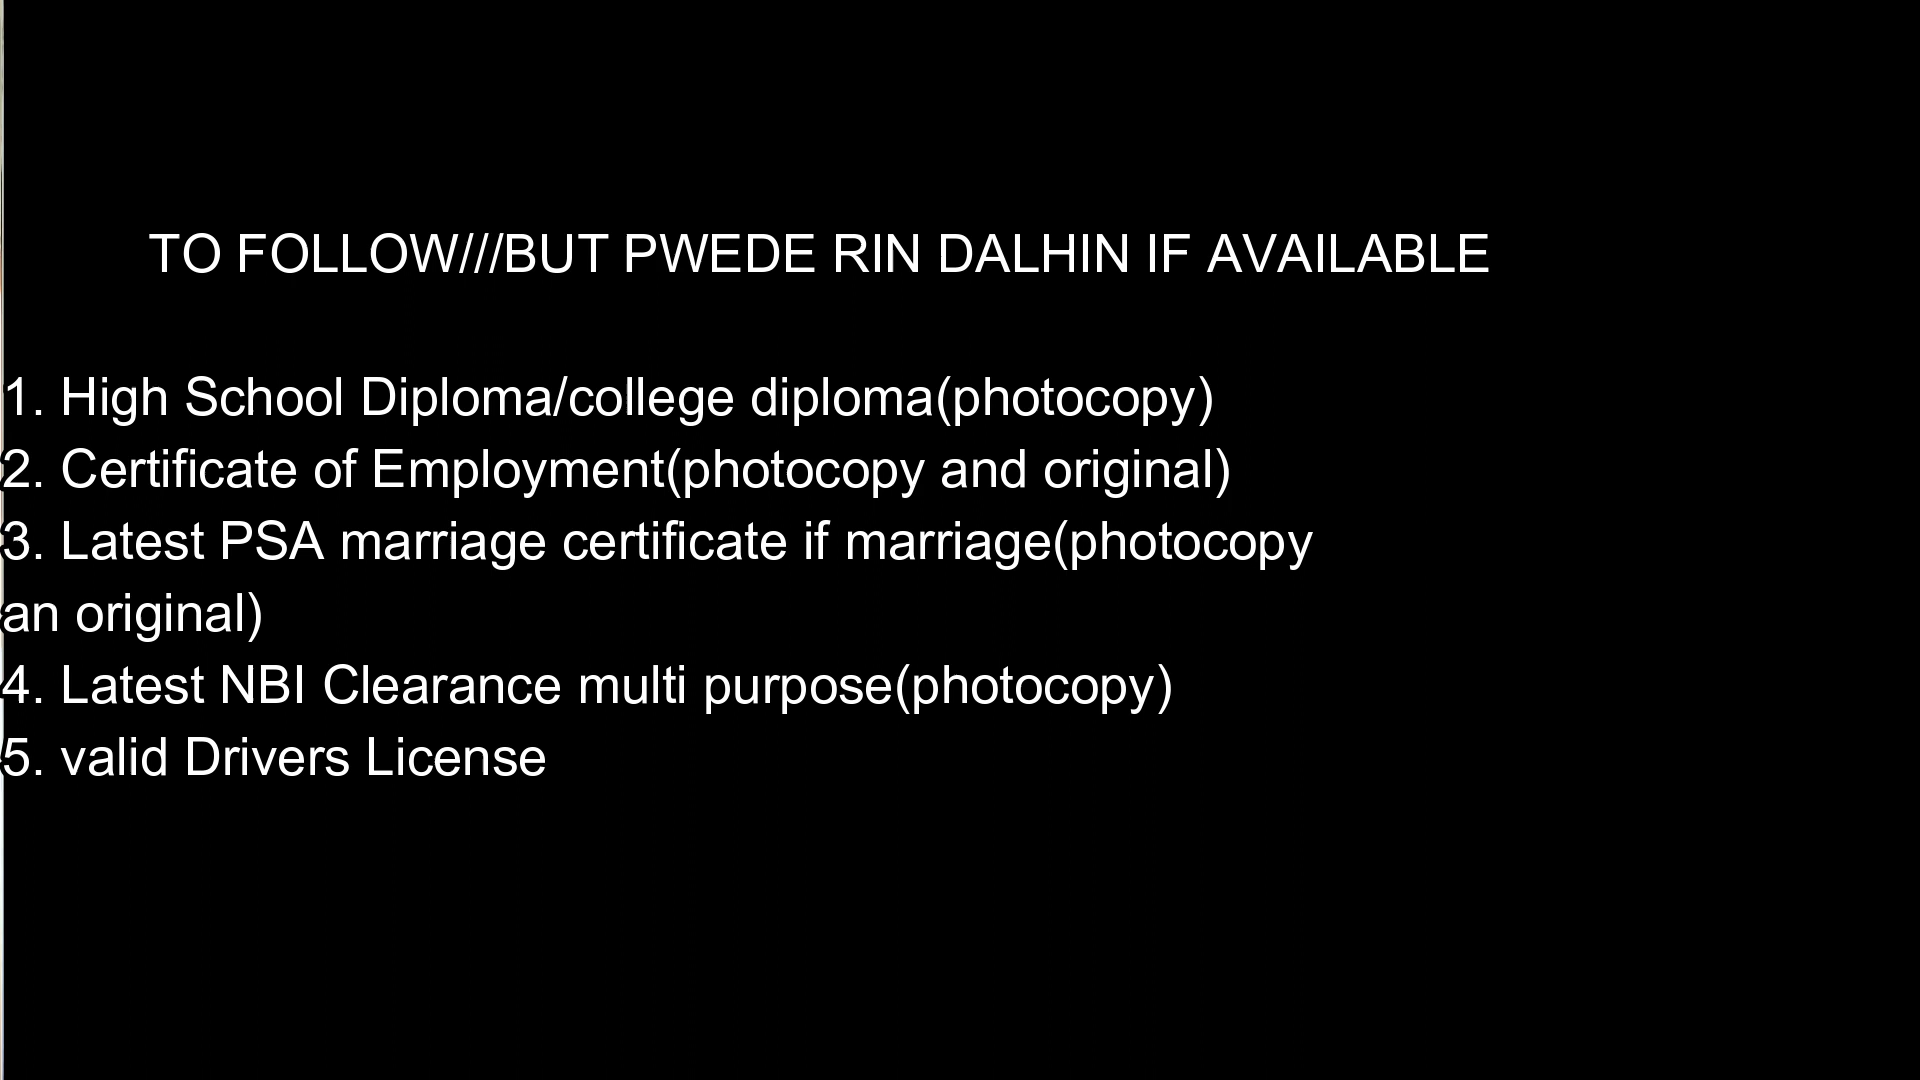 TO FOLLOW///BUT PWEDE RIN DALHIN IF AVAILABLE
1. High School Diploma/college diploma(photocopy)
2. Certificate of Employment(photocopy and original)
3. Latest PSA marriage certificate if marriage(photocopy
an original)
4. Latest NBI Clearance multi purpose(photocopy)
5. valid Drivers License